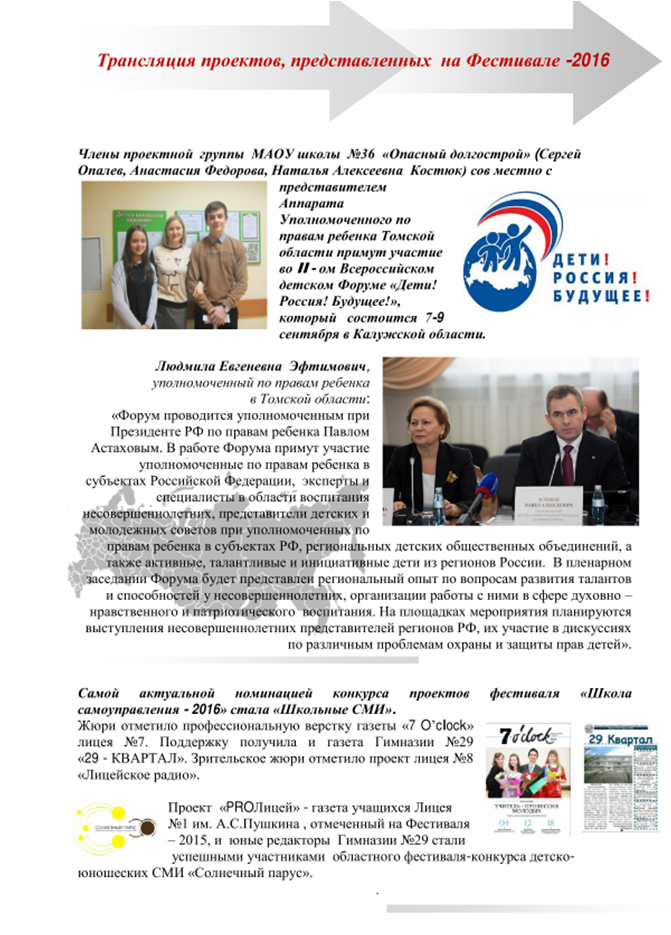 Трансляция проектов, представленных на Фестивале -2016
Члены проектной группы МАОУ школы №36 «Опасный долгострой» (Сергей
Опалев, Анастасия Федорова, Наталья Алексеевна Костюк) сов местно с
представителем
Аппарата
Уполномоченного по
правам ребенка Томской
области примут участие
во II - ом Всероссийском
детском Форуме «Дети!
Россия! Будущее!»,
который состоится 7-9
сентября в Калужской области.
ДЕТИ!
РОССИЯ!
БУДУЩЕЕ!
Людмила Евгеневна Эфтимович,
уполномоченный по правам ребенка
в Томской области:
«Форум проводится уполномоченным при
Президенте РФ по правам ребенка Павлом
Астаховым. В работе Форума примут участие
уполномоченные по правам ребенка в
субъектах Российской Федерации, эксперты и
специалисты в области воспитания
несовершеннолетних, представители детских и
молодежных советов при уполномоченных по
правам ребенка в субъектах РФ, региональных детских общественных объединений, а
также активные, талантливые и инициативные дети из регионов России. В пленарном
заседании Форума будет представлен региональный опыт по вопросам развития талантов
и способностей у несовершеннолетних, организации работы с ними в сфере духовно –
нравственного и патриотического воспитания. На площадках мероприятия планируются
выступления несовершеннолетних представителей регионов РФ, их участие в дискуссиях
по различным проблемам охраны и защиты прав детей».
Самой актуальной номинацией конкурса проектов фестиваля «Школа
самоуправления - 2016» стала «Школьные СМИ».
Жюри отметило профессиональную верстку газеты «7 O’clock»
лицея №7. Поддержку получила и газета Гимназии №29
«29 - КВАРТАЛ». Зрительское жюри отметило проект лицея №8
«Лицейское радио».
7 o'clock
УЧИТЕЛЬ - ПРОФЕССИЯ
МОЛОДЫХ
04 12 18
29 Квартал
СОЛНЕЧНЫЙ ПАРУС
Проект «PROЛицей» - газета учащихся Лицея
№1 им. А.С.Пушкина , отмеченный на Фестивале
– 2015, и юные редакторы Гимназии №29 стали
успешными участниками областного фестиваля-конкурса детско-
юношеских СМИ «Солнечный парус».
.